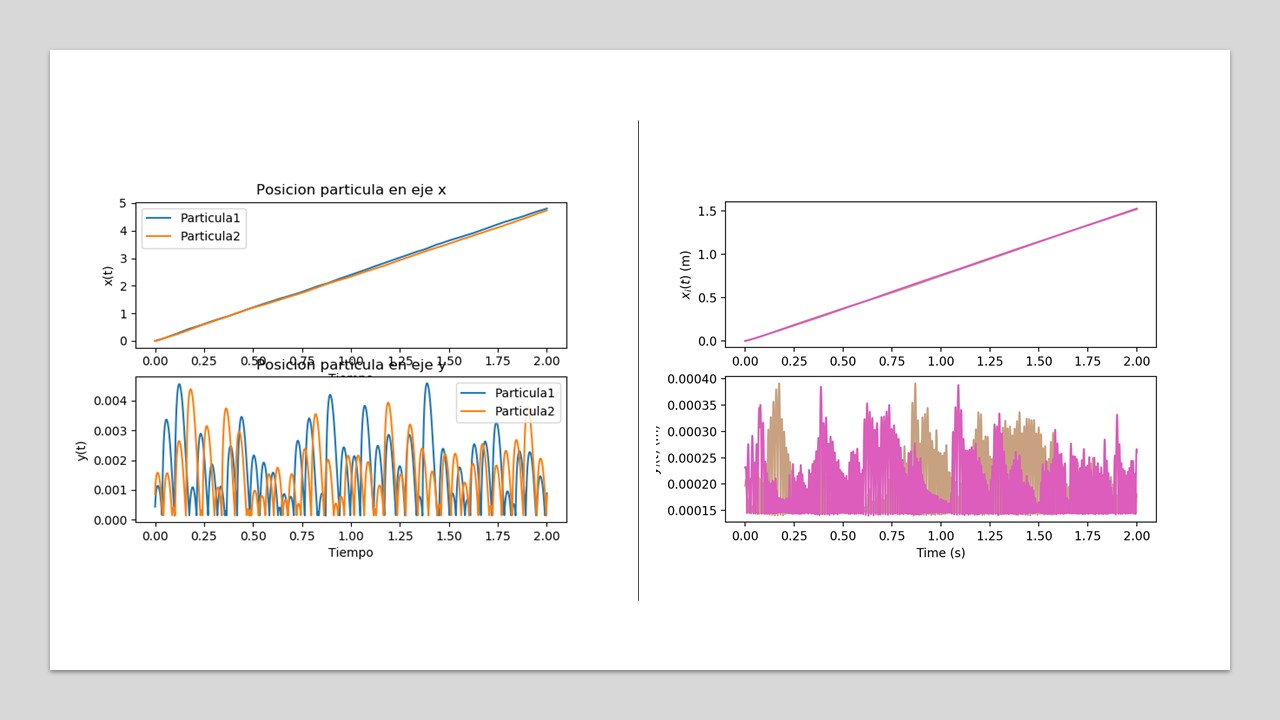 Posicion particula en eje x
Particula1
Particula2
x(t)
5
4
3
2
1
0
0.00 0.25 0.50 0.75 1.00 1.25 1.50 1.75 2.00
Tiempo
Posicion particula en eje y
Particula1
Particula2
y(t)
0.004
0.003
0.002
0.001
0.000
0.00 0.25 0.50 0.75 1.00 1.25 1.50 1.75 2.00
Tiempo
xᵢ(t) (m)
1.5
1.0
0.5
0.0
0.00 0.25 0.50 0.75 1.00 1.25 1.50 1.75 2.00
0.00040
0.00035
0.00030
0.00025
0.00020
0.00015
0.00 0.25 0.50 0.75 1.00 1.25 1.50 1.75 2.00
Time (s)